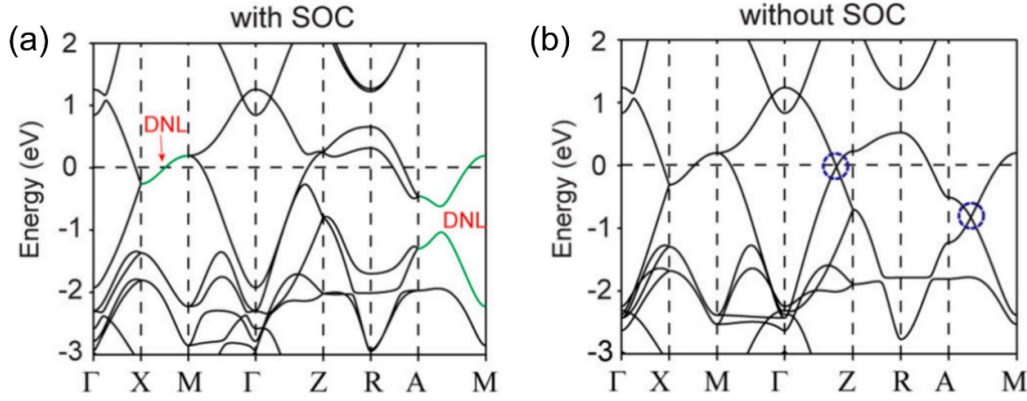 (a)
with SOC
Energy (eV)
2
1
0
-1
-2
-3
DNL
DNL
Γ X M Γ Z R A M
(b)
without SOC
Energy (eV)
2
1
0
-1
-2
-3
Γ X M Γ Z R A M